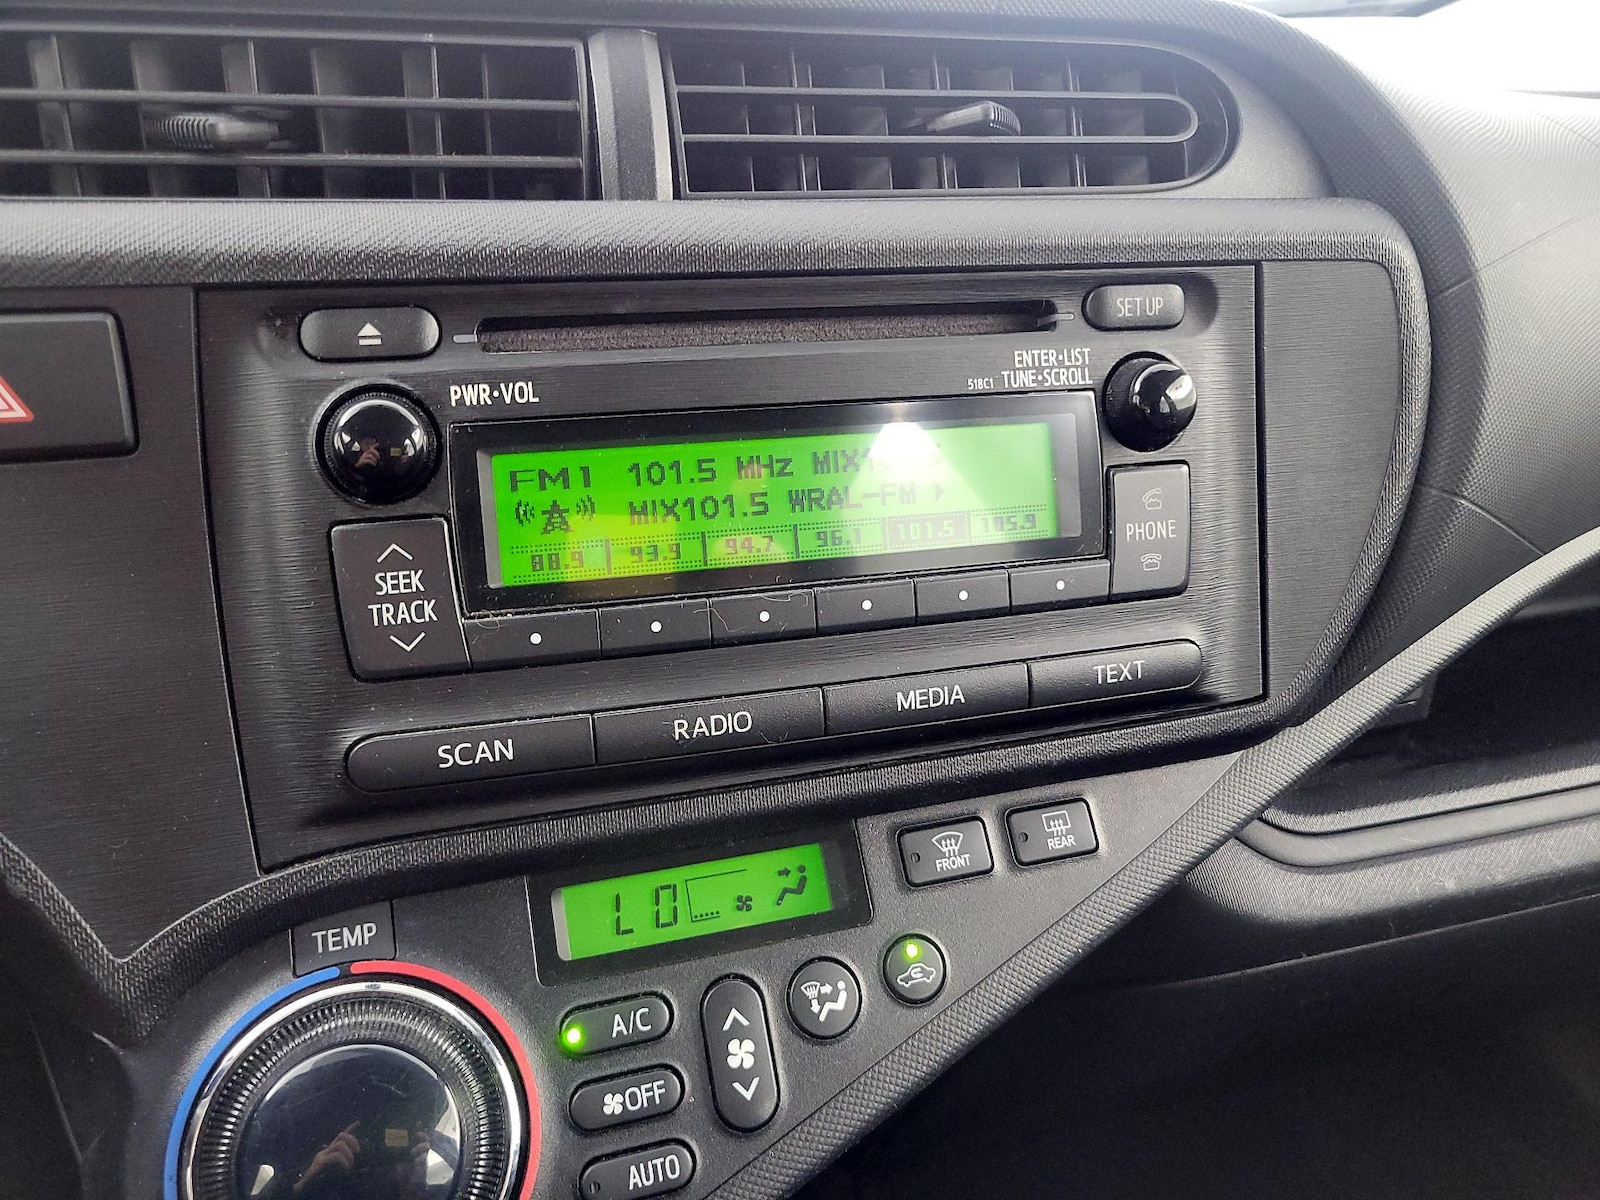 SET UP
ENTER•LIST
518C1 TUNE•SCROLL
PWR•VOL
FM1 101.5 MHz
MIX101.5 WRAL-FM
88.9 93.9 94.7 96.1 101.5 105.9
SEEK
TRACK
PHONE
SCAN RADIO MEDIA TEXT
FRONT REAR
LO
TEMP
A/C
OFF
AUTO